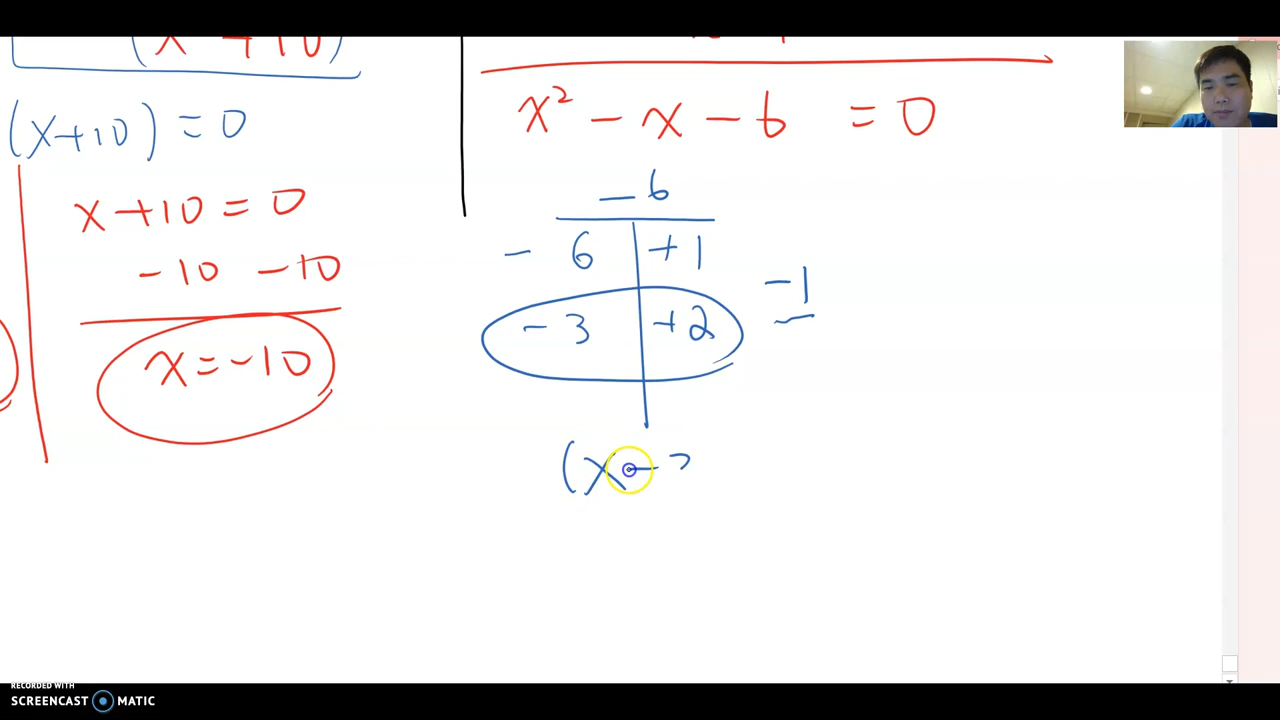 (x + 10)
(x+10) = 0
x + 10 = 0
- 10 - 10
x = - 10
x² - x - 6 = 0
- 6
- 6 + 1
- 1
- 3 + 2
(x -
RECORDED WITH
SCREENCAST MATIC